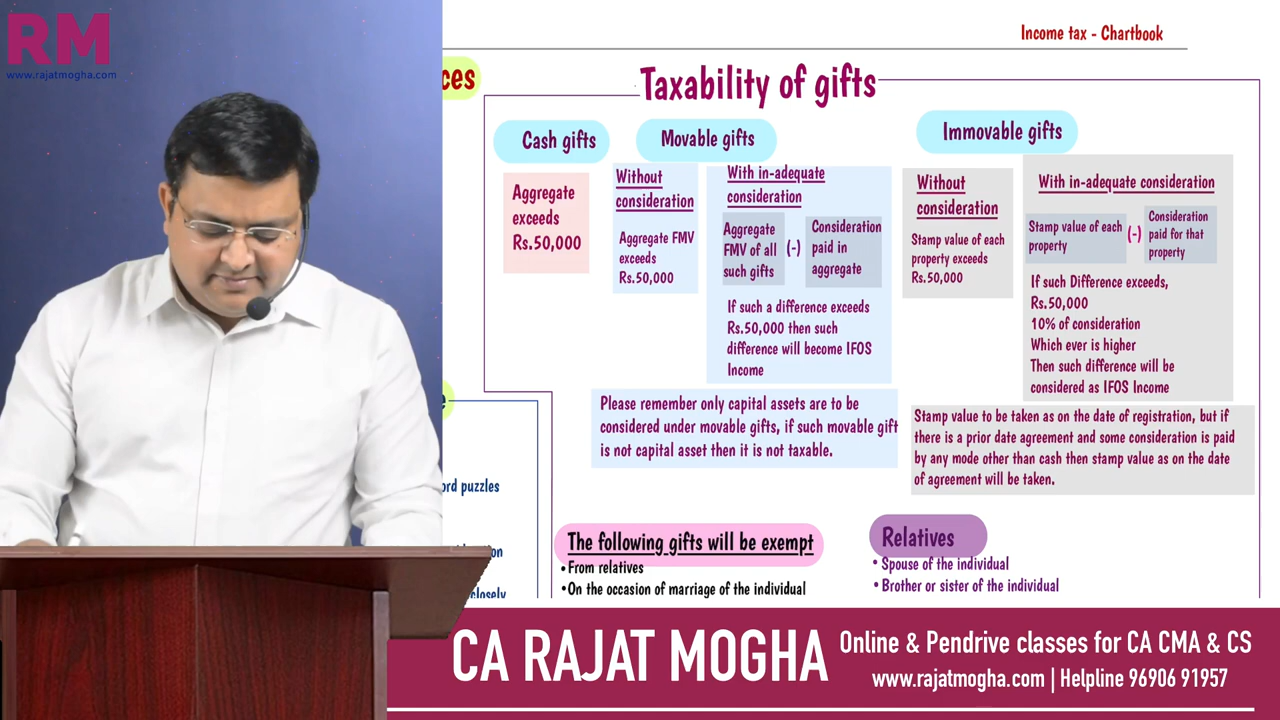 RM
www.rajatmogha.com
Income tax - Chartbook
ces
Taxability of gifts
Cash gifts
Aggregate
exceeds
Rs.50,000
Movable gifts
Without
consideration
Aggregate FMV
exceeds
Rs.50,000
With in-adequate
consideration
Aggregate
FMV of all
such gifts
(-)
Consideration
paid in
aggregate
If such a difference exceeds
Rs.50,000 then such
difference will become IFOS
Income
Please remember only capital assets are to be
considered under movable gifts, if such movable gift
is not capital asset then it is not taxable.
Immovable gifts
Without
consideration
Stamp value of each
property exceeds
Rs.50,000
With in-adequate consideration
Stamp value of each
property
(-)
Consideration
paid for that
property
If such Difference exceeds,
Rs.50,000
10% of consideration
Which ever is higher
Then such difference will be
considered as IFOS Income
Stamp value to be taken as on the date of registration, but if
there is a prior date agreement and some consideration is paid
by any mode other than cash then stamp value as on the date
of agreement will be taken.
e
ord puzzles
on
closely
The following gifts will be exempt
• From relatives
• On the occasion of marriage of the individual
Relatives
• Spouse of the individual
• Brother or sister of the individual
CA RAJAT MOGHA
Online & Pendrive classes for CA CMA & CS
www.rajatmogha.com | Helpline 96906 91957